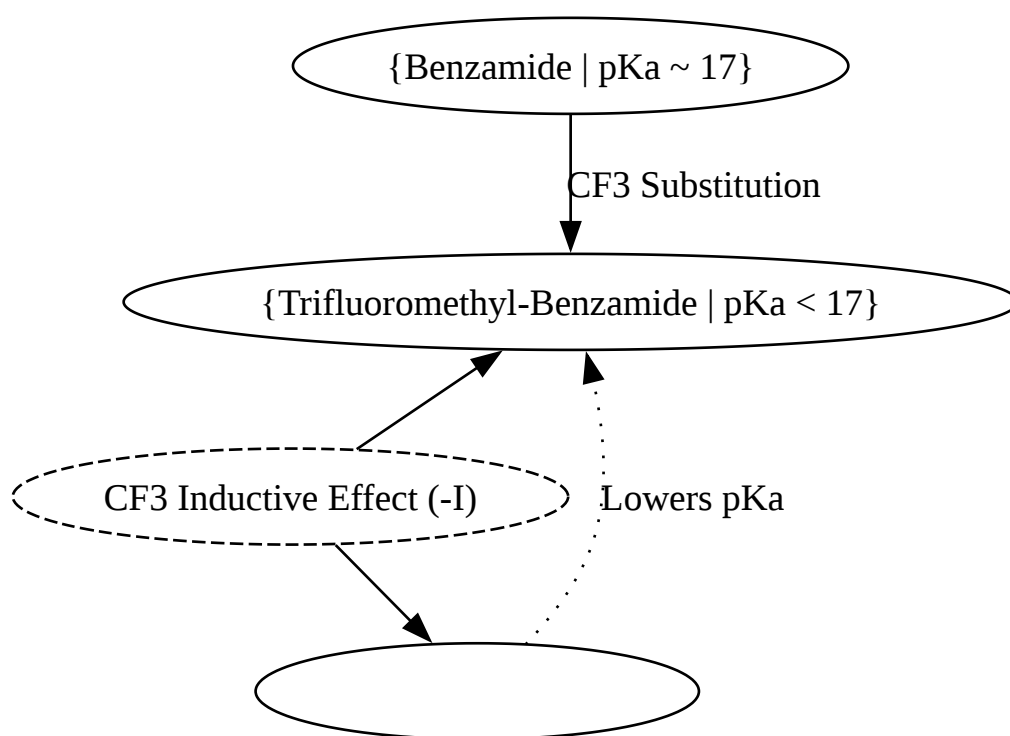 {Benzamide | pKa ~ 17}
CF3 Substitution
{Trifluoromethyl-Benzamide | pKa < 17}
CF3 Inductive Effect (-I)
Lowers pKa